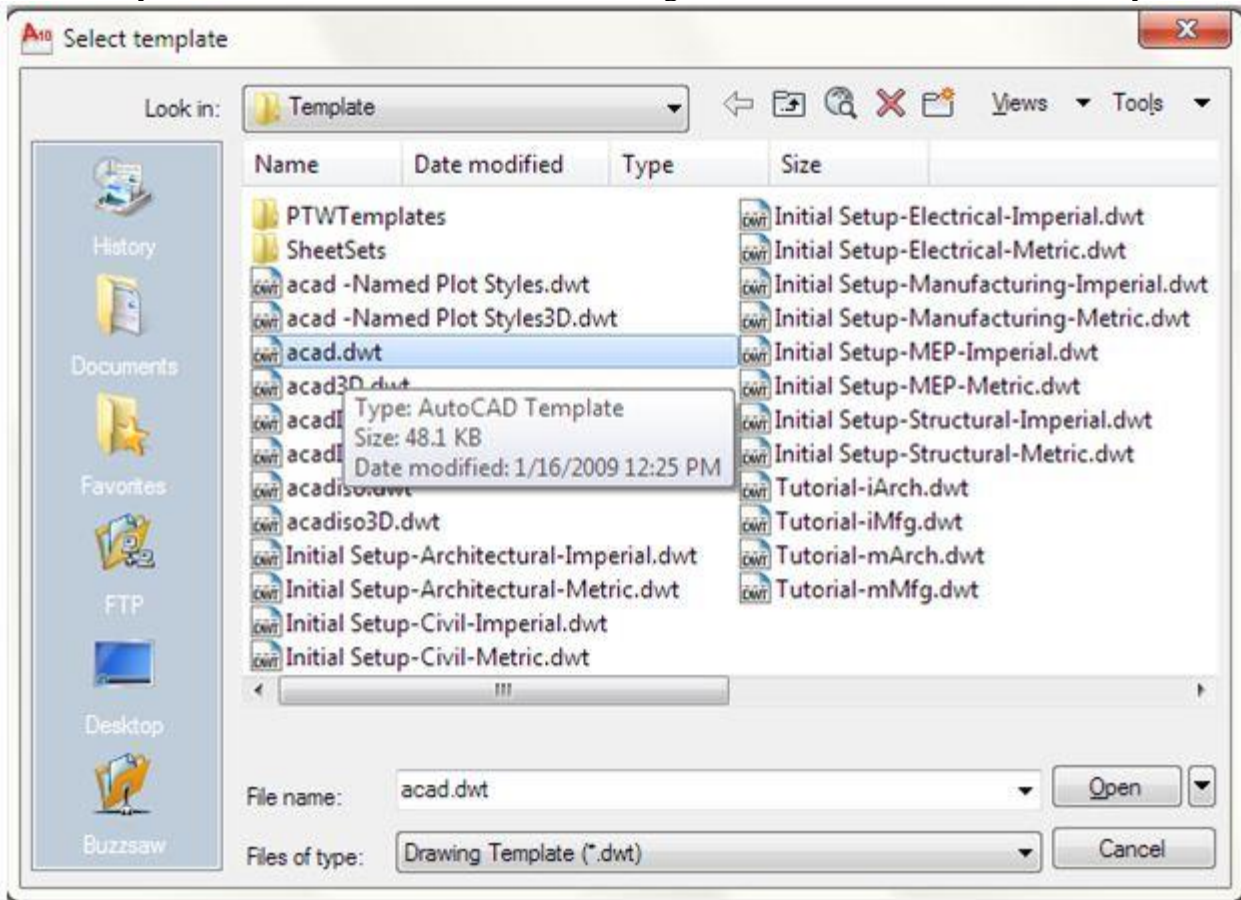 A10 Select template
Look in: Template Views Tools
Name Date modified Type Size
History
Documents
Favorites
FTP
Desktop
Buzzsaw
PTWTemplates
SheetSets
acad -Named Plot Styles.dwt
acad -Named Plot Styles3D.dwt
acad.dwt
acad3D.dwt
Type: AutoCAD Template
Size: 48.1 KB
Date modified: 1/16/2009 12:25 PM
acadiso.dwt
acadiso3D.dwt
Initial Setup-Architectural-Imperial.dwt
Initial Setup-Architectural-Metric.dwt
Initial Setup-Civil-Imperial.dwt
Initial Setup-Civil-Metric.dwt
Initial Setup-Electrical-Imperial.dwt
Initial Setup-Electrical-Metric.dwt
Initial Setup-Manufacturing-Imperial.dwt
Initial Setup-Manufacturing-Metric.dwt
Initial Setup-MEP-Imperial.dwt
Initial Setup-MEP-Metric.dwt
Initial Setup-Structural-Imperial.dwt
Initial Setup-Structural-Metric.dwt
Tutorial-iArch.dwt
Tutorial-iMfg.dwt
Tutorial-mArch.dwt
Tutorial-mMfg.dwt
File name: acad.dwt Open
Files of type: Drawing Template (*.dwt) Cancel